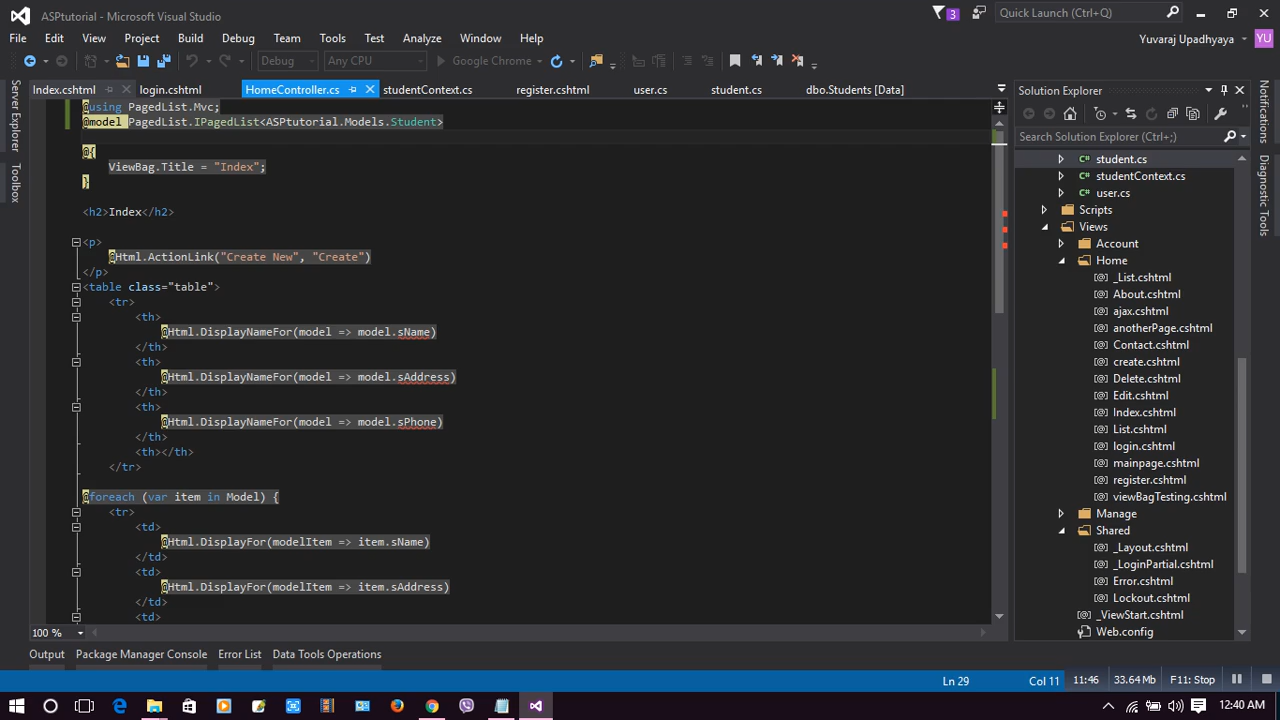 ASPtutorial - Microsoft Visual Studio
3
Quick Launch (Ctrl+Q)
File Edit View Project Build Debug Team Tools Test Analyze Window Help
Yuvaraj Upadhyaya
YU
Debug
Any CPU
Google Chrome
Server Explorer
Toolbox
Index.cshtml
login.cshtml
HomeController.cs
studentContext.cs
register.cshtml
user.cs
student.cs
dbo.Students [Data]
@using PagedList.Mvc;
@model PagedList.IPagedList<ASPtutorial.Models.Student>
@{
ViewBag.Title = "Index";
}
<h2>Index</h2>
<p>
@Html.ActionLink("Create New", "Create")
</p>
<table class="table">
<tr>
<th>
@Html.DisplayNameFor(model => model.sName)
</th>
<th>
@Html.DisplayNameFor(model => model.sAddress)
</th>
<th>
@Html.DisplayNameFor(model => model.sPhone)
</th>
<th></th>
</tr>
@foreach (var item in Model) {
<tr>
<td>
@Html.DisplayFor(modelItem => item.sName)
</td>
<td>
@Html.DisplayFor(modelItem => item.sAddress)
</td>
<td>
100 %
Solution Explorer
Search Solution Explorer (Ctrl+;)
student.cs
studentContext.cs
user.cs
Scripts
Views
Account
Home
_List.cshtml
About.cshtml
ajax.cshtml
anotherPage.cshtml
Contact.cshtml
create.cshtml
Delete.cshtml
Edit.cshtml
Index.cshtml
List.cshtml
login.cshtml
mainpage.cshtml
register.cshtml
viewBagTesting.cshtml
Manage
Shared
_Layout.cshtml
_LoginPartial.cshtml
Error.cshtml
Lockout.cshtml
_ViewStart.cshtml
Web.config
Notifications
Diagnostic Tools
Output
Package Manager Console
Error List
Data Tools Operations
Ln 29
Col 11
11:46
33.64 Mb
F11: Stop
12:40 AM